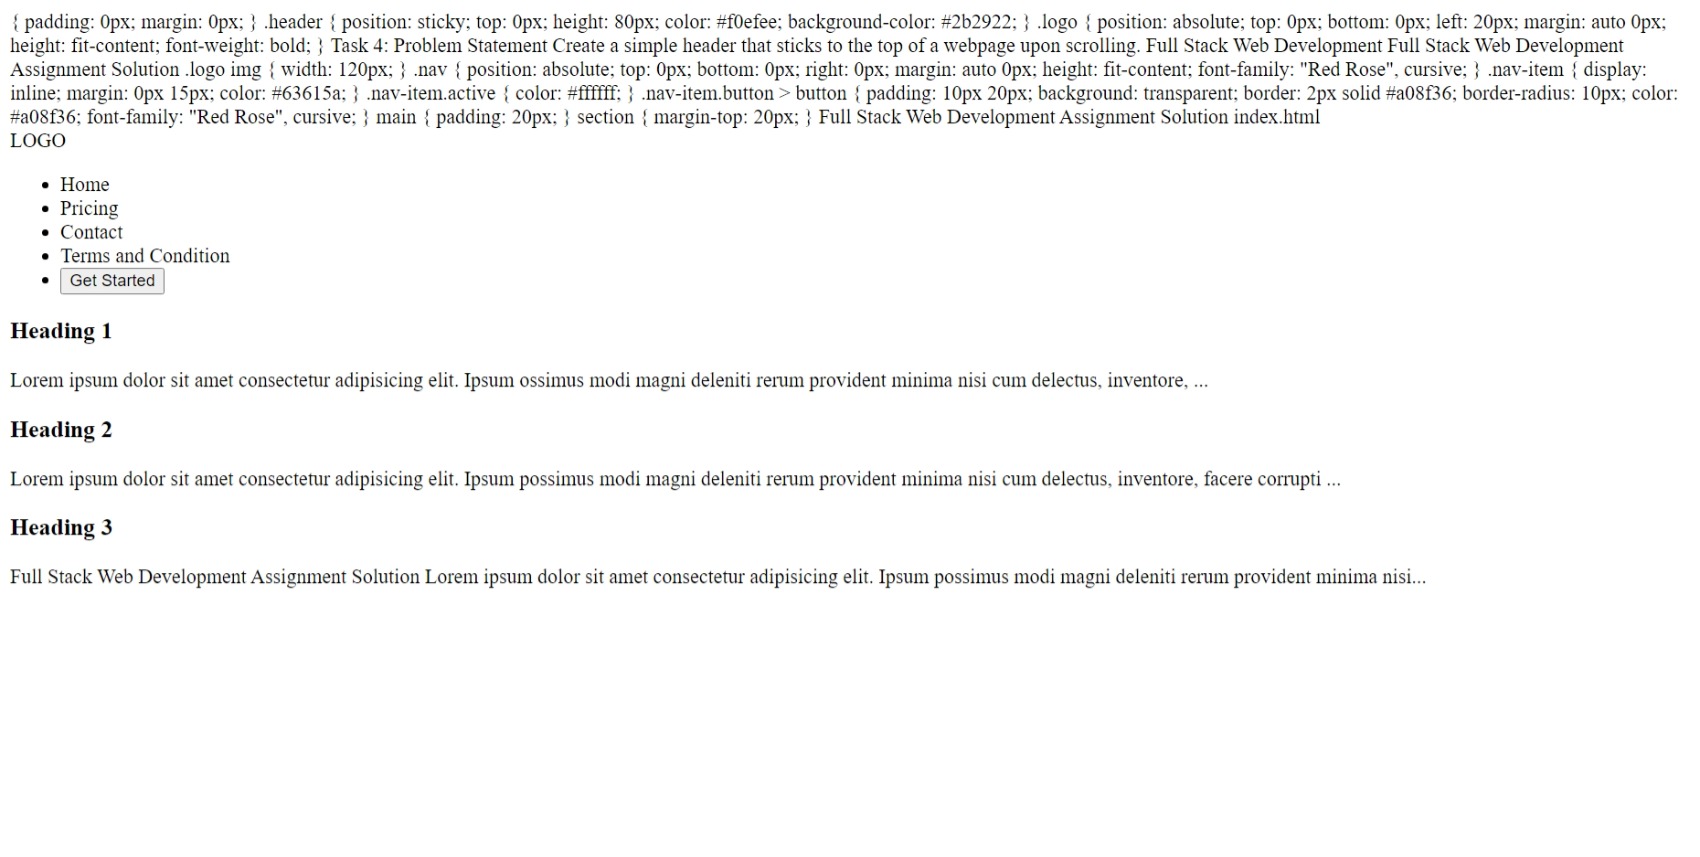 { padding: 0px; margin: 0px; } .header { position: sticky; top: 0px; height: 80px; color: #f0efee; background-color: #2b2922; } .logo { position: absolute; top: 0px; bottom: 0px; left: 20px; margin: auto 0px;
height: fit-content; font-weight: bold; } Task 4: Problem Statement Create a simple header that sticks to the top of a webpage upon scrolling. Full Stack Web Development Full Stack Web Development
Assignment Solution .logo img { width: 120px; } .nav { position: absolute; top: 0px; bottom: 0px; right: 0px; margin: auto 0px; height: fit-content; font-family: "Red Rose", cursive; } .nav-item { display:
inline; margin: 0px 15px; color: #63615a; } .nav-item.active { color: #ffffff; } .nav-item.button > button { padding: 10px 20px; background: transparent; border: 2px solid #a08f36; border-radius: 10px; color:
#a08f36; font-family: "Red Rose", cursive; } main { padding: 20px; } section { margin-top: 20px; } Full Stack Web Development Assignment Solution index.html
LOGO
• Home
• Pricing
• Contact
• Terms and Condition
• Get Started
Heading 1
Lorem ipsum dolor sit amet consectetur adipisicing elit. Ipsum ossimus modi magni deleniti rerum provident minima nisi cum delectus, inventore, ...
Heading 2
Lorem ipsum dolor sit amet consectetur adipisicing elit. Ipsum possimus modi magni deleniti rerum provident minima nisi cum delectus, inventore, facere corrupti ...
Heading 3
Full Stack Web Development Assignment Solution Lorem ipsum dolor sit amet consectetur adipisicing elit. Ipsum possimus modi magni deleniti rerum provident minima nisi...